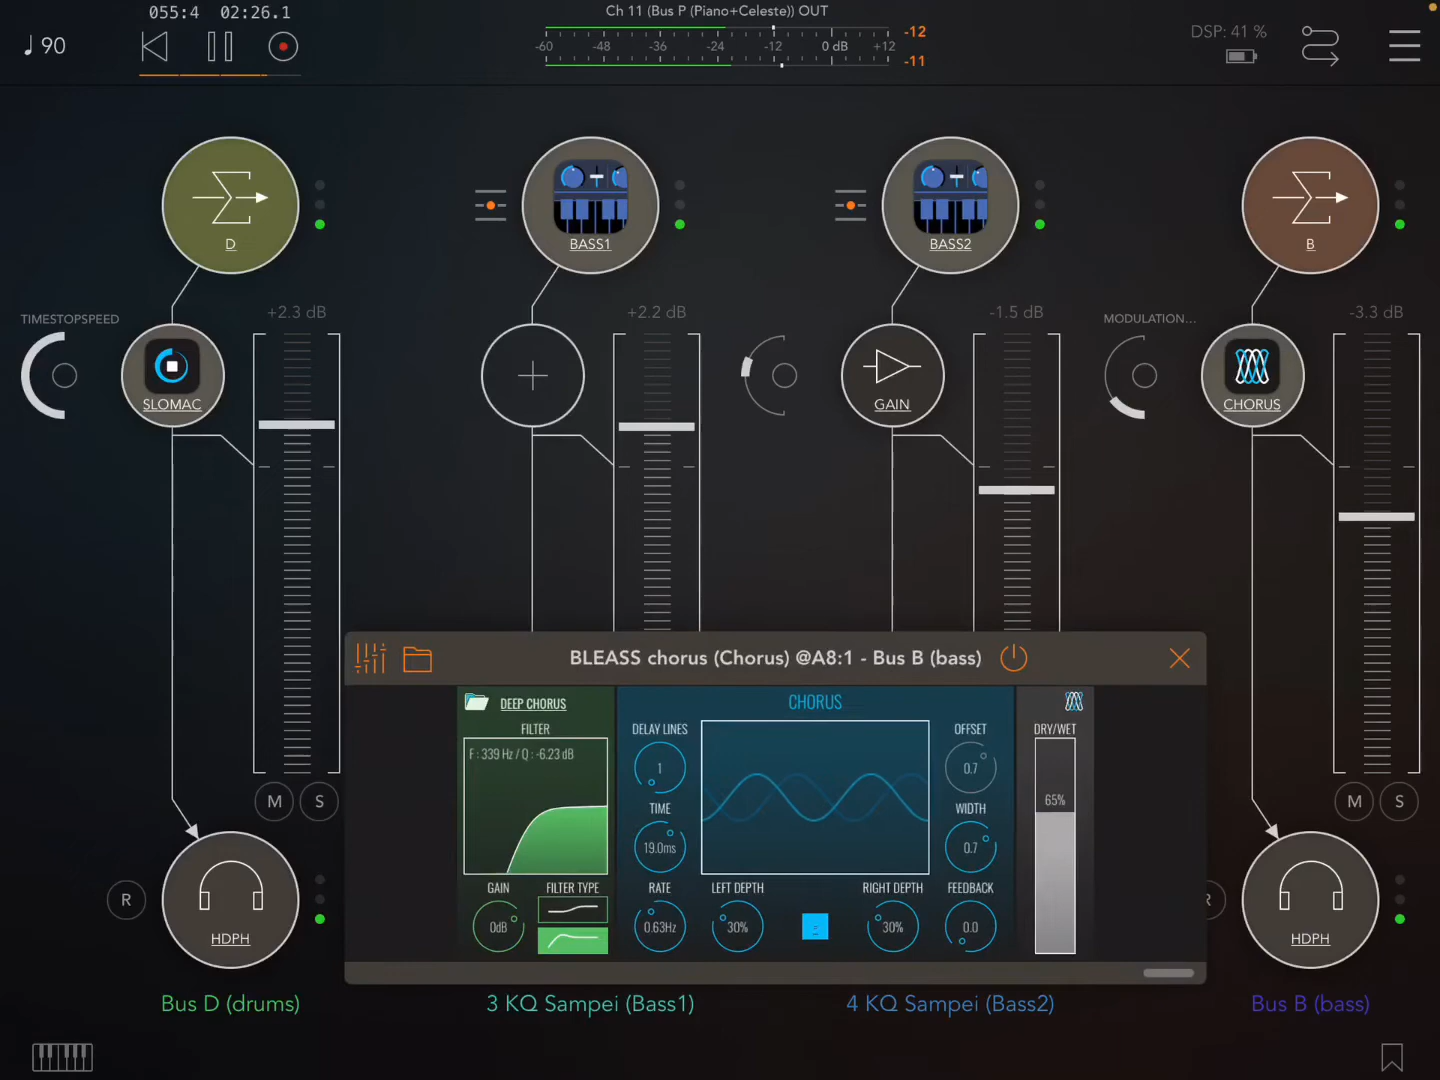 055:4 02:26.1
Ch 11 (Bus P (Piano+Celeste)) OUT
♩ 90
-60 -48 -36 -24 -12 0 dB +12
-12
-11
DSP: 41 %
D
BASS1
BASS2
B
TIMESTOPSPEED
+2.3 dB
+2.2 dB
-1.5 dB
MODULATION...
-3.3 dB
SLOMAC
GAIN
CHORUS
BLEASS chorus (Chorus) @A8:1 - Bus B (bass)
DEEP CHORUS
CHORUS
FILTER
DELAY LINES
OFFSET
DRY/WET
F : 339 Hz / Q : -6.23 dB
1
0.7
65%
TIME
WIDTH
19.0ms
0.7
GAIN
FILTER TYPE
RATE
LEFT DEPTH
RIGHT DEPTH
FEEDBACK
0dB
0.63Hz
30%
30%
0.0
M S
M S
R
HDPH
R
HDPH
Bus D (drums)
3 KQ Sampei (Bass1)
4 KQ Sampei (Bass2)
Bus B (bass)